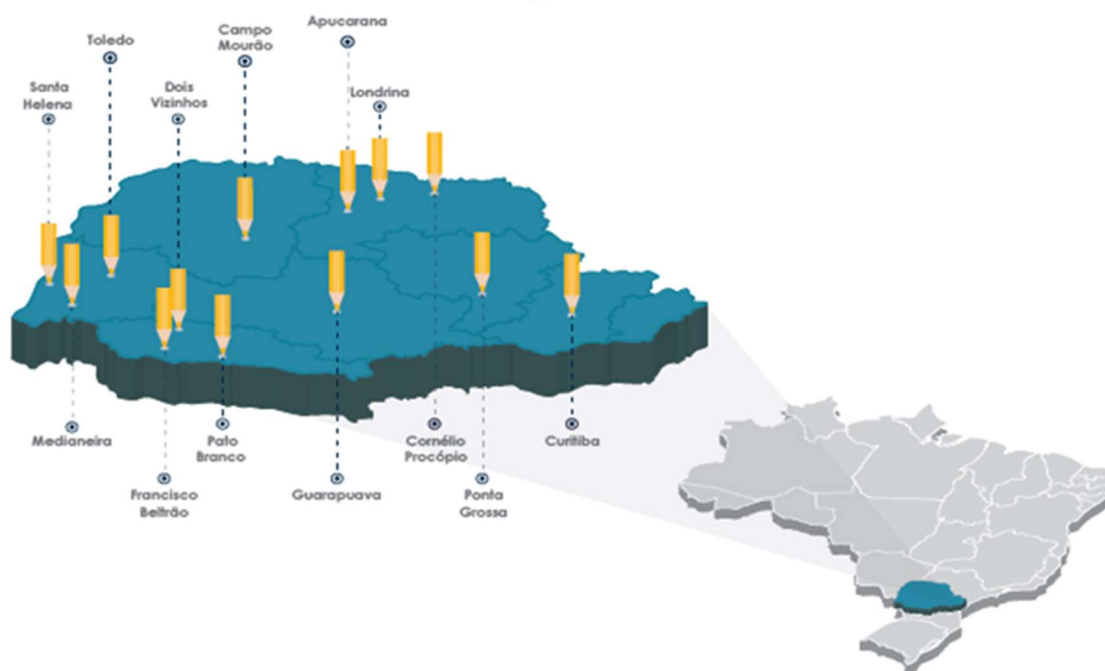 Apucarana
Campo
Mourão
Toledo
Santa
Helena
Dois
Vizinhos
Londrina
Medianeira
Pato
Branco
Cornélio
Procópio
Curitiba
Francisco
Beltrão
Guarapuava
Ponta
Grossa